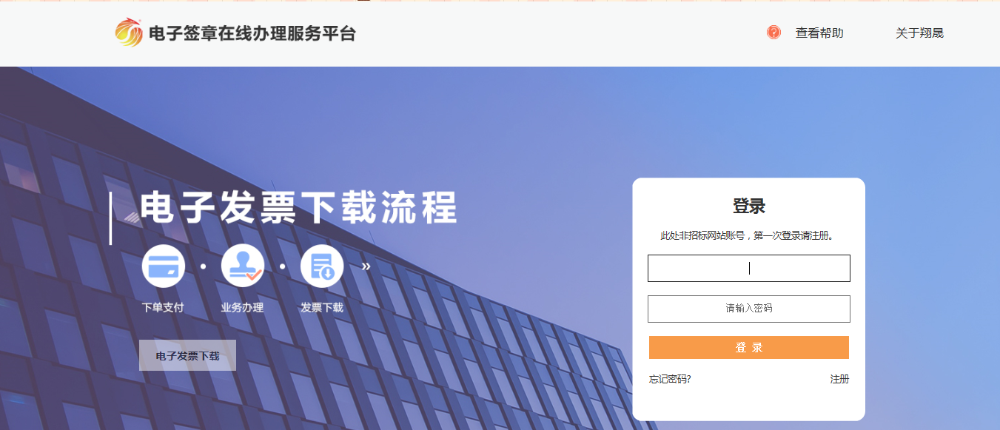 电子签章在线办理服务平台
查看帮助
关于翔晟
电子发票下载流程
下单支付
业务办理
发票下载
电子发票下载
登录
此处非招标网站账号，第一次登录请注册。
请输入密码
登 录
忘记密码?
注册